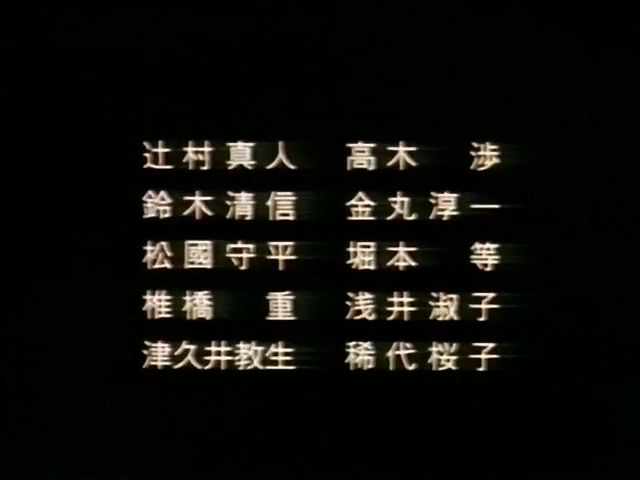 辻村真人 高木 渉
鈴木清信 金丸淳一
松國守平 堀本 等
椎橋 重 浅井淑子
津久井教生 稀代桜子